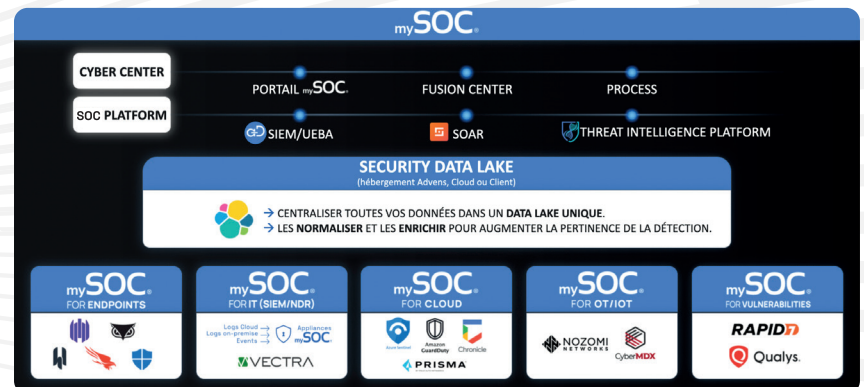 mySOC®
CYBER CENTER
PORTAIL mySOC®
FUSION CENTER
PROCESS
SOC PLATFORM
SIEM/UEBA
SOAR
THREAT INTELLIGENCE PLATFORM
SECURITY DATA LAKE
(hébergement Advens, Cloud ou Client)
→ CENTRALISER TOUTES VOS DONNÉES DANS UN DATA LAKE UNIQUE.
→ LES NORMALISER ET LES ENRICHIR POUR AUGMENTER LA PERTINENCE DE LA DÉTECTION.
mySOC®
FOR ENDPOINTS
mySOC®
FOR IT (SIEM/NDR)
Logs Cloud →
Logs on-premise →
Events →
Appliances
mySOC®
VECTRA
mySOC®
FOR CLOUD
Azure Sentinel
Amazon
GuardDuty
Chronicle
PRISMA
mySOC®
FOR OT/IOT
NOZOMI
NETWORKS
CyberMDX
mySOC®
FOR VULNERABILITIES
RAPID7
Qualys.